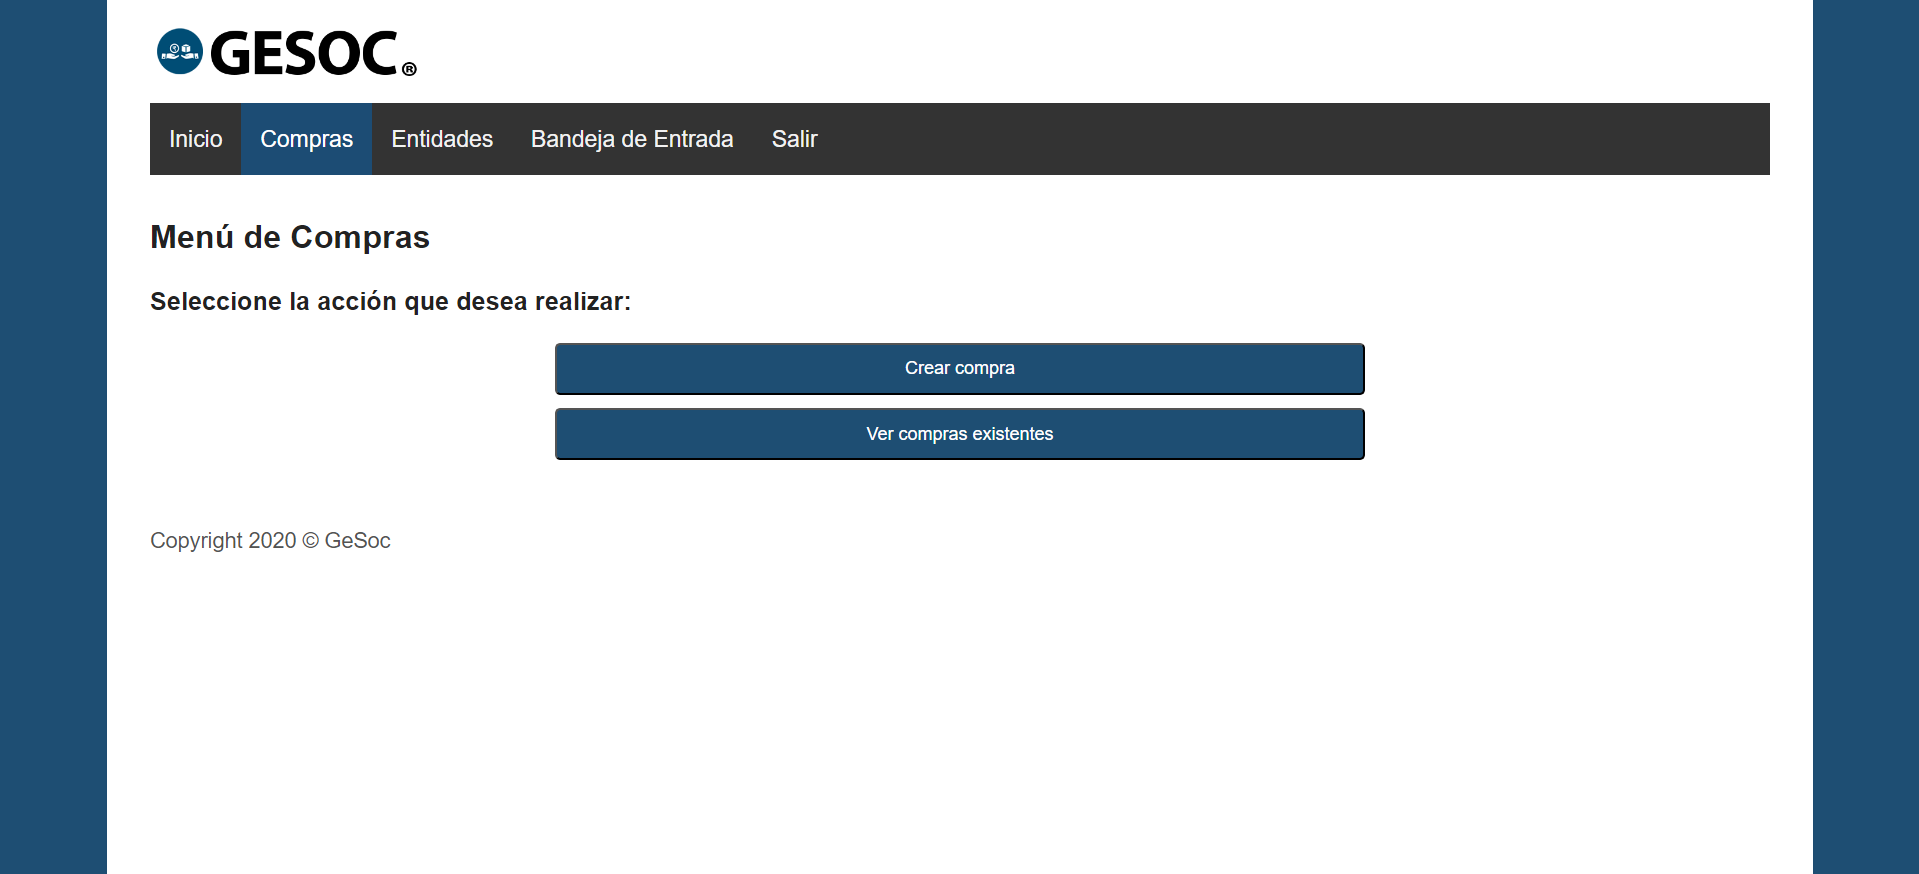 GESOC®
Inicio Compras Entidades Bandeja de Entrada Salir
Menú de Compras
Seleccione la acción que desea realizar:
Crear compra
Ver compras existentes
Copyright 2020 © GeSoc